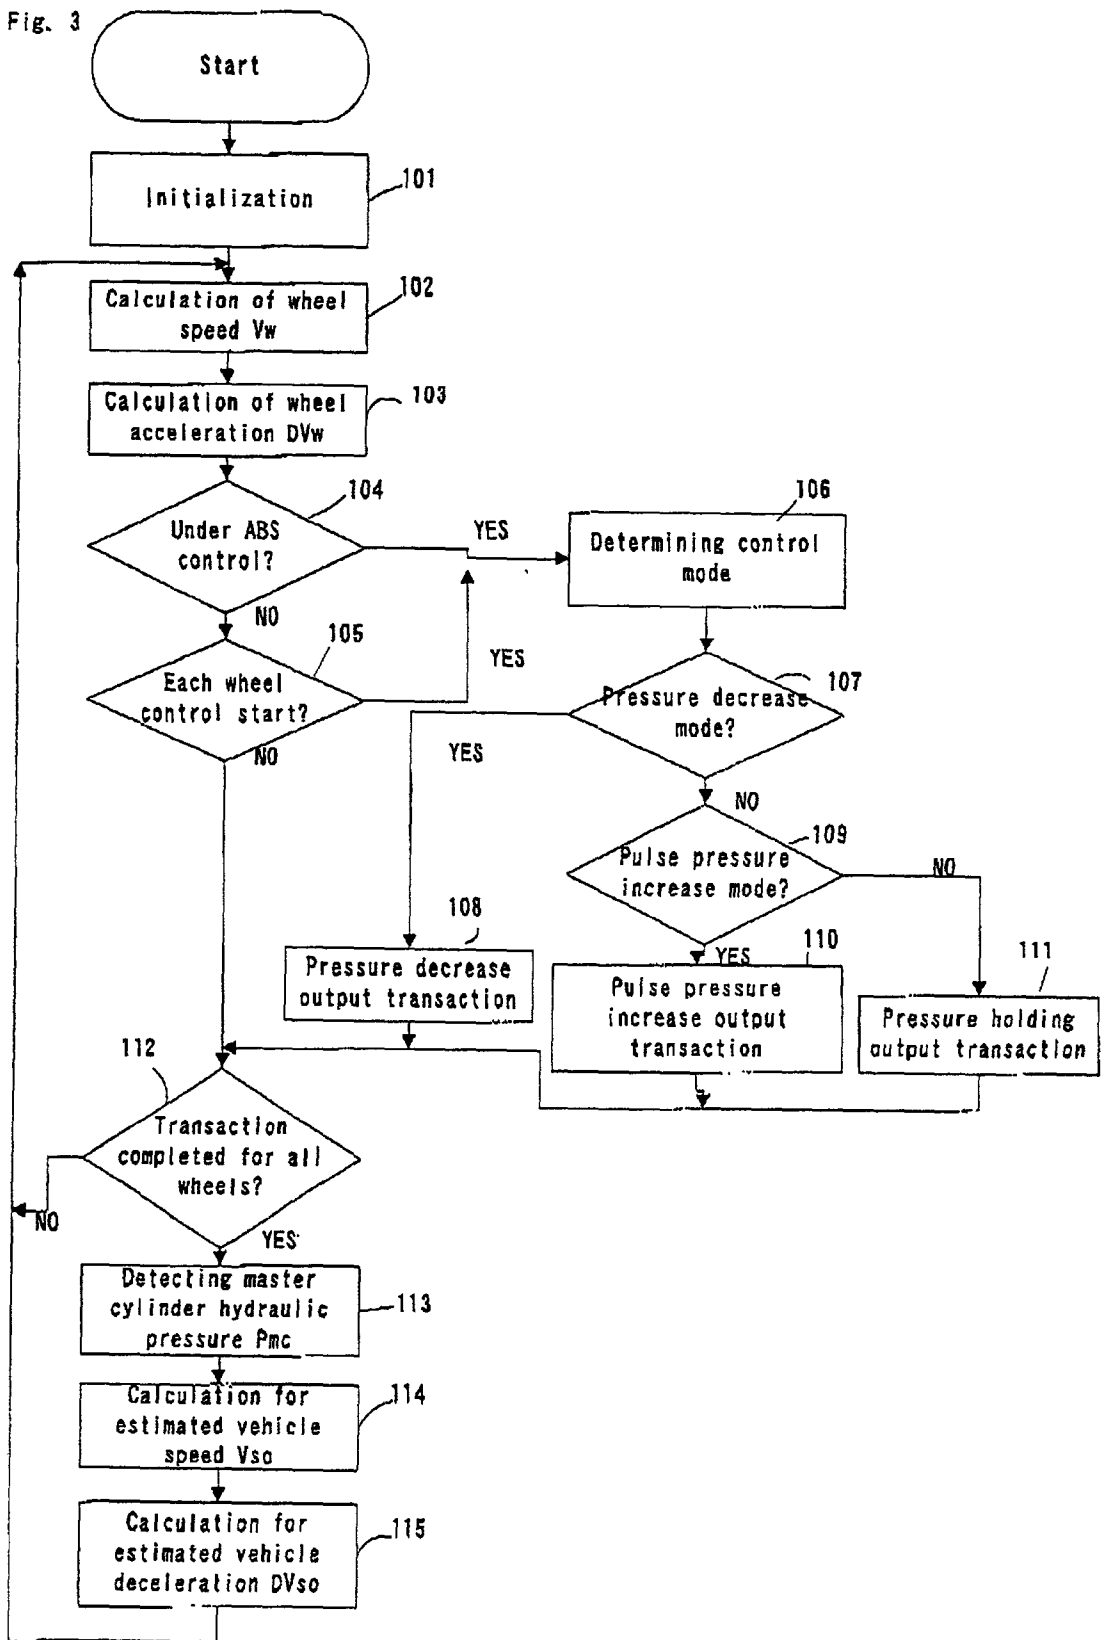 Fig. 3
Start
Initialization
101
Calculation of wheel
speed Vw
102
Calculation of wheel
acceleration DVw
103
Under ABS
control?
104
YES
NO
106
Determining control
mode
Each wheel
control start?
105
YES
NO
Pressure decrease
mode?
107
YES
NO
Pulse pressure
increase mode?
109
NO
YES
108
Pressure decrease
output transaction
110
Pulse pressure
increase output
transaction
111
Pressure holding
output transaction
112
Transaction
completed for all
wheels?
NO
YES
Detecting master
cylinder hydraulic
pressure Pmc
113
Calculation for
estimated vehicle
speed Vso
114
Calculation for
estimated vehicle
deceleration DVso
115